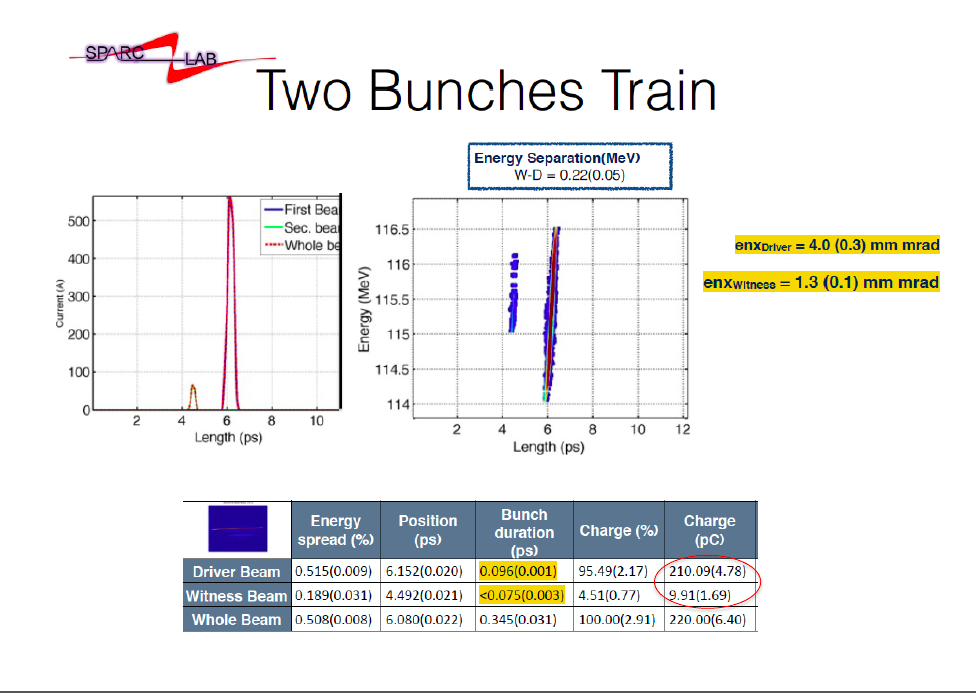 SPARC
LAB
Two Bunches Train
Energy Separation(MeV)
W-D = 0.22(0.05)
First Bea
Sec. bea
Whole be
500
400
300
200
100
0
Current (A)
2 4 6 8 10
Length (ps)
116.5
116
115.5
115
114.5
114
Energy (MeV)
2 4 6 8 10 12
Length (ps)
enxDriver = 4.0 (0.3) mm mrad
enxWitness = 1.3 (0.1) mm mrad
Energy spread (%) Position (ps) Bunch duration (ps) Charge (%) Charge (pC)
Driver Beam 0.515(0.009) 6.152(0.020) 0.096(0.001) 95.49(2.17) 210.09(4.78)
Witness Beam 0.189(0.031) 4.492(0.021) <0.075(0.003) 4.51(0.77) 9.91(1.69)
Whole Beam 0.508(0.008) 6.080(0.022) 0.345(0.031) 100.00(2.91) 220.00(6.40)